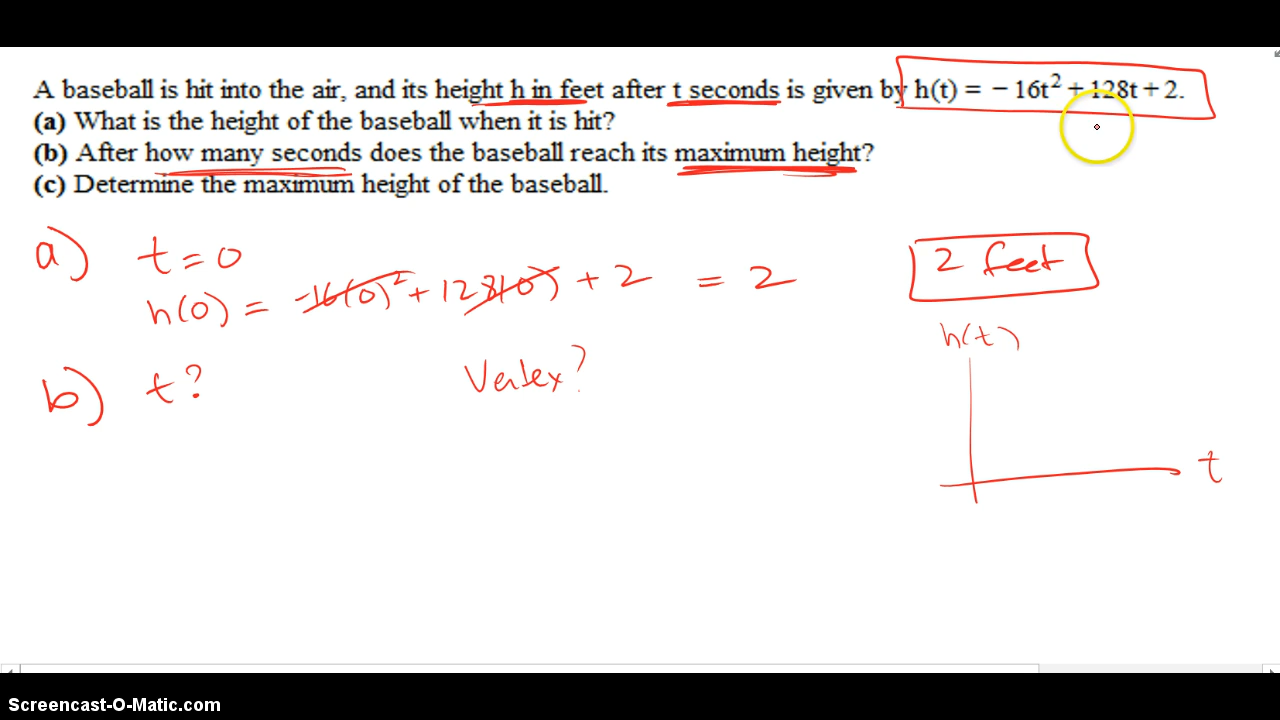 A baseball is hit into the air, and its height h in feet after t seconds is given by h(t) = − 16t² + 128t + 2.
(a) What is the height of the baseball when it is hit?
(b) After how many seconds does the baseball reach its maximum height?
(c) Determine the maximum height of the baseball.
a) t = 0
2 feet
h(0) = -16(0)² + 128(0) + 2 = 2
h(t)
b) t? Vertex?
t
Screencast-O-Matic.com